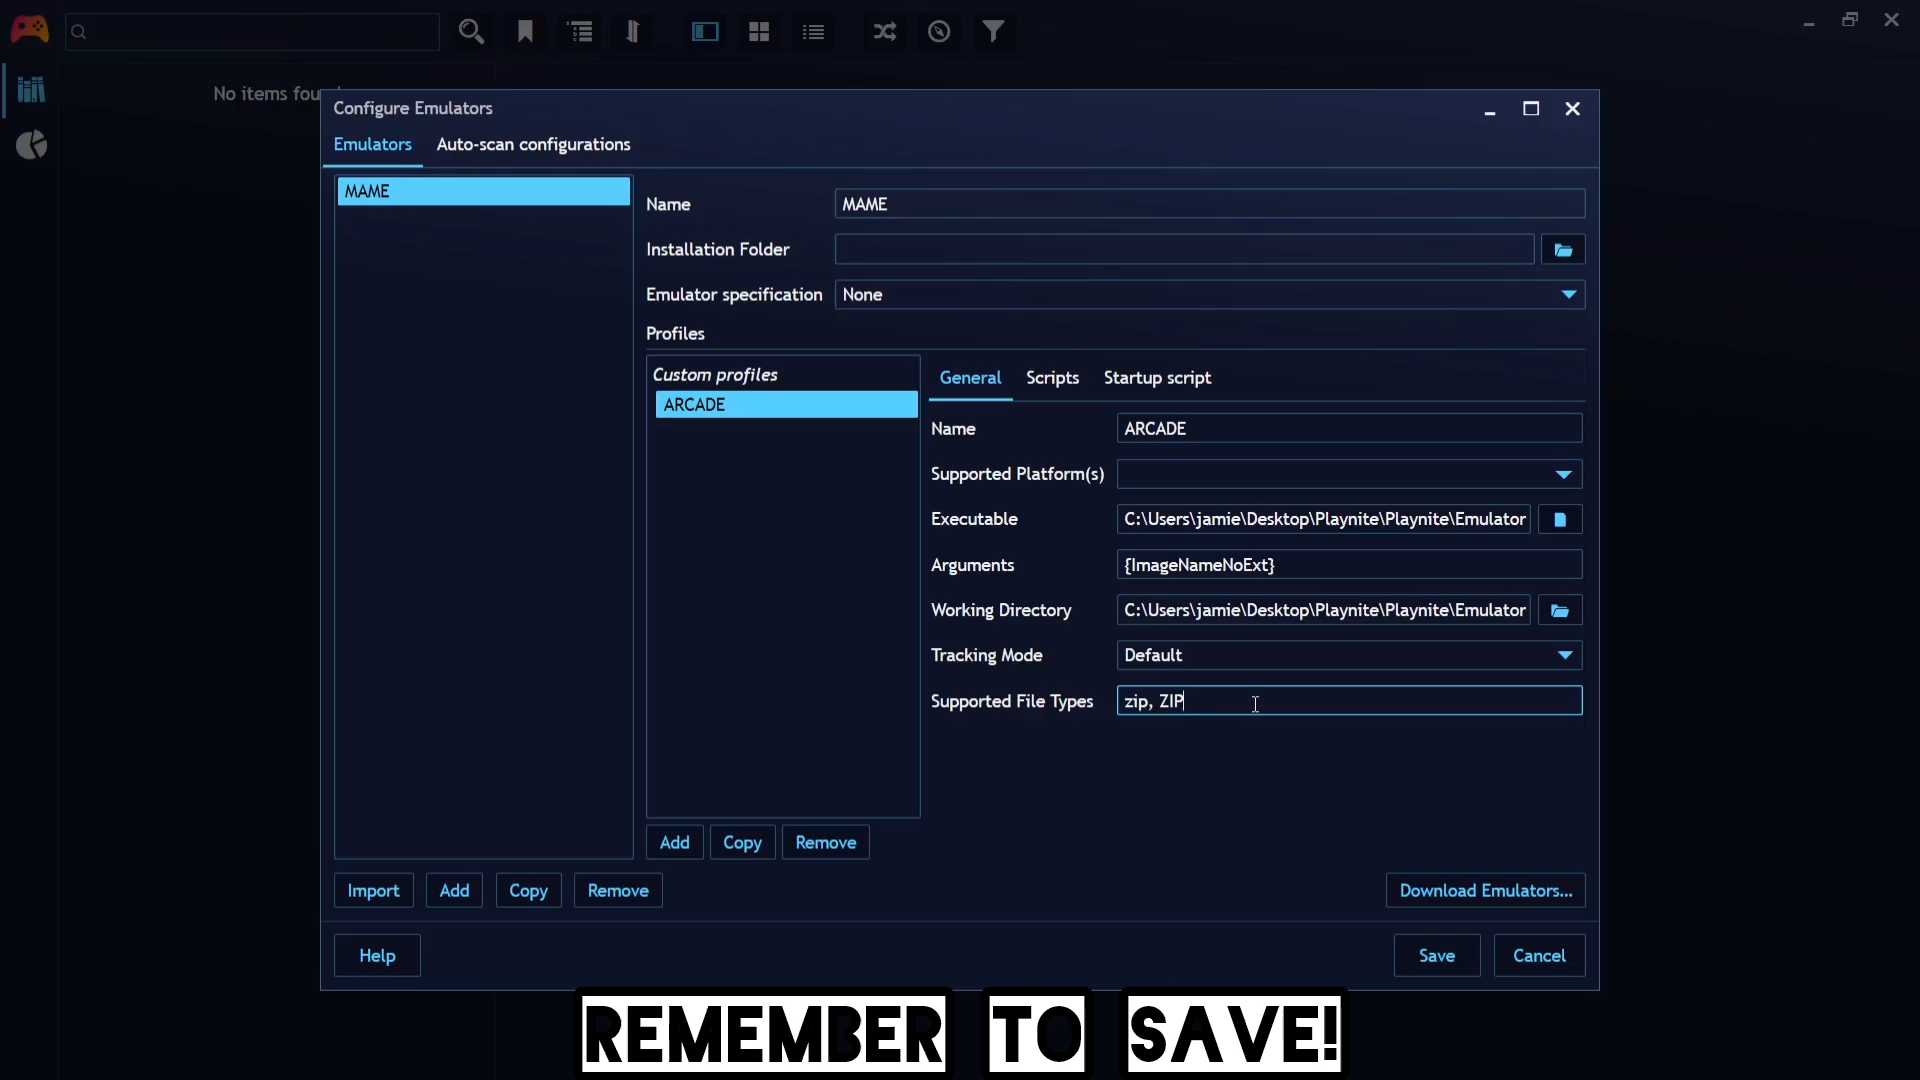 No items fou
Configure Emulators
Emulators
Auto-scan configurations
MAME
Name
MAME
Installation Folder
Emulator specification
None
Profiles
Custom profiles
ARCADE
General
Scripts
Startup script
Name
ARCADE
Supported Platform(s)
Executable
C:\Users\jamie\Desktop\Playnite\Playnite\Emulator
Arguments
{ImageNameNoExt}
Working Directory
C:\Users\jamie\Desktop\Playnite\Playnite\Emulator
Tracking Mode
Default
Supported File Types
zip, ZIP
Add
Copy
Remove
Import
Add
Copy
Remove
Download Emulators...
Help
Save
Cancel
REMEMBER TO SAVE!